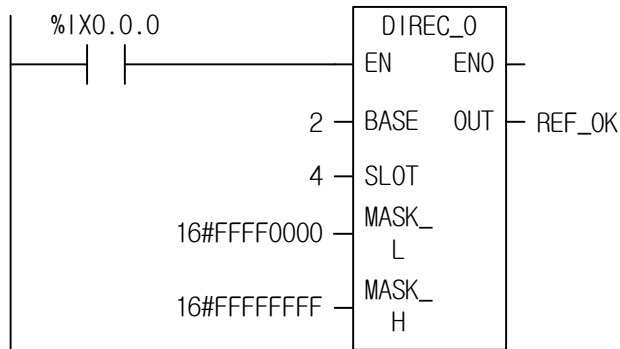 %IX0.0.0 DIREC_O
EN ENO
2 BASE OUT REF_OK
4 SLOT
16#FFFF0000 MASK_
L
16#FFFFFFFF MASK_
H